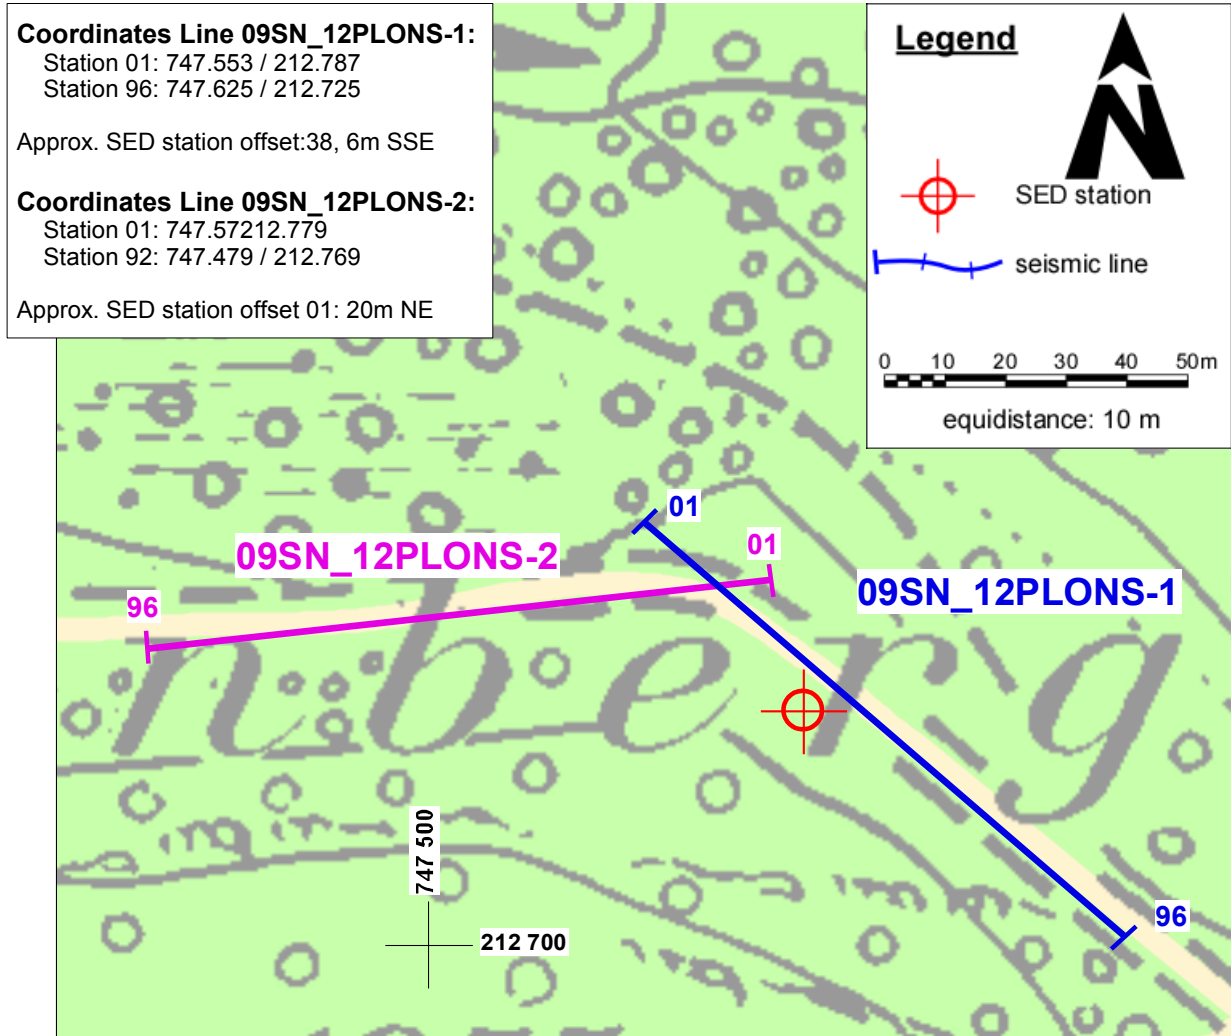 Coordinates Line 09SN_12PLONS-1:
Station 01: 747.553 / 212.787
Station 96: 747.625 / 212.725
Approx. SED station offset:38, 6m SSE
Coordinates Line 09SN_12PLONS-2:
Station 01: 747.57212.779
Station 92: 747.479 / 212.769
Approx. SED station offset 01: 20m NE
Legend
N
SED station
seismic line
0 10 20 30 40 50m
equidistance: 10 m
01
09SN_12PLONS-2
01
09SN_12PLONS-1
96
nberg
747 500
96
212 700